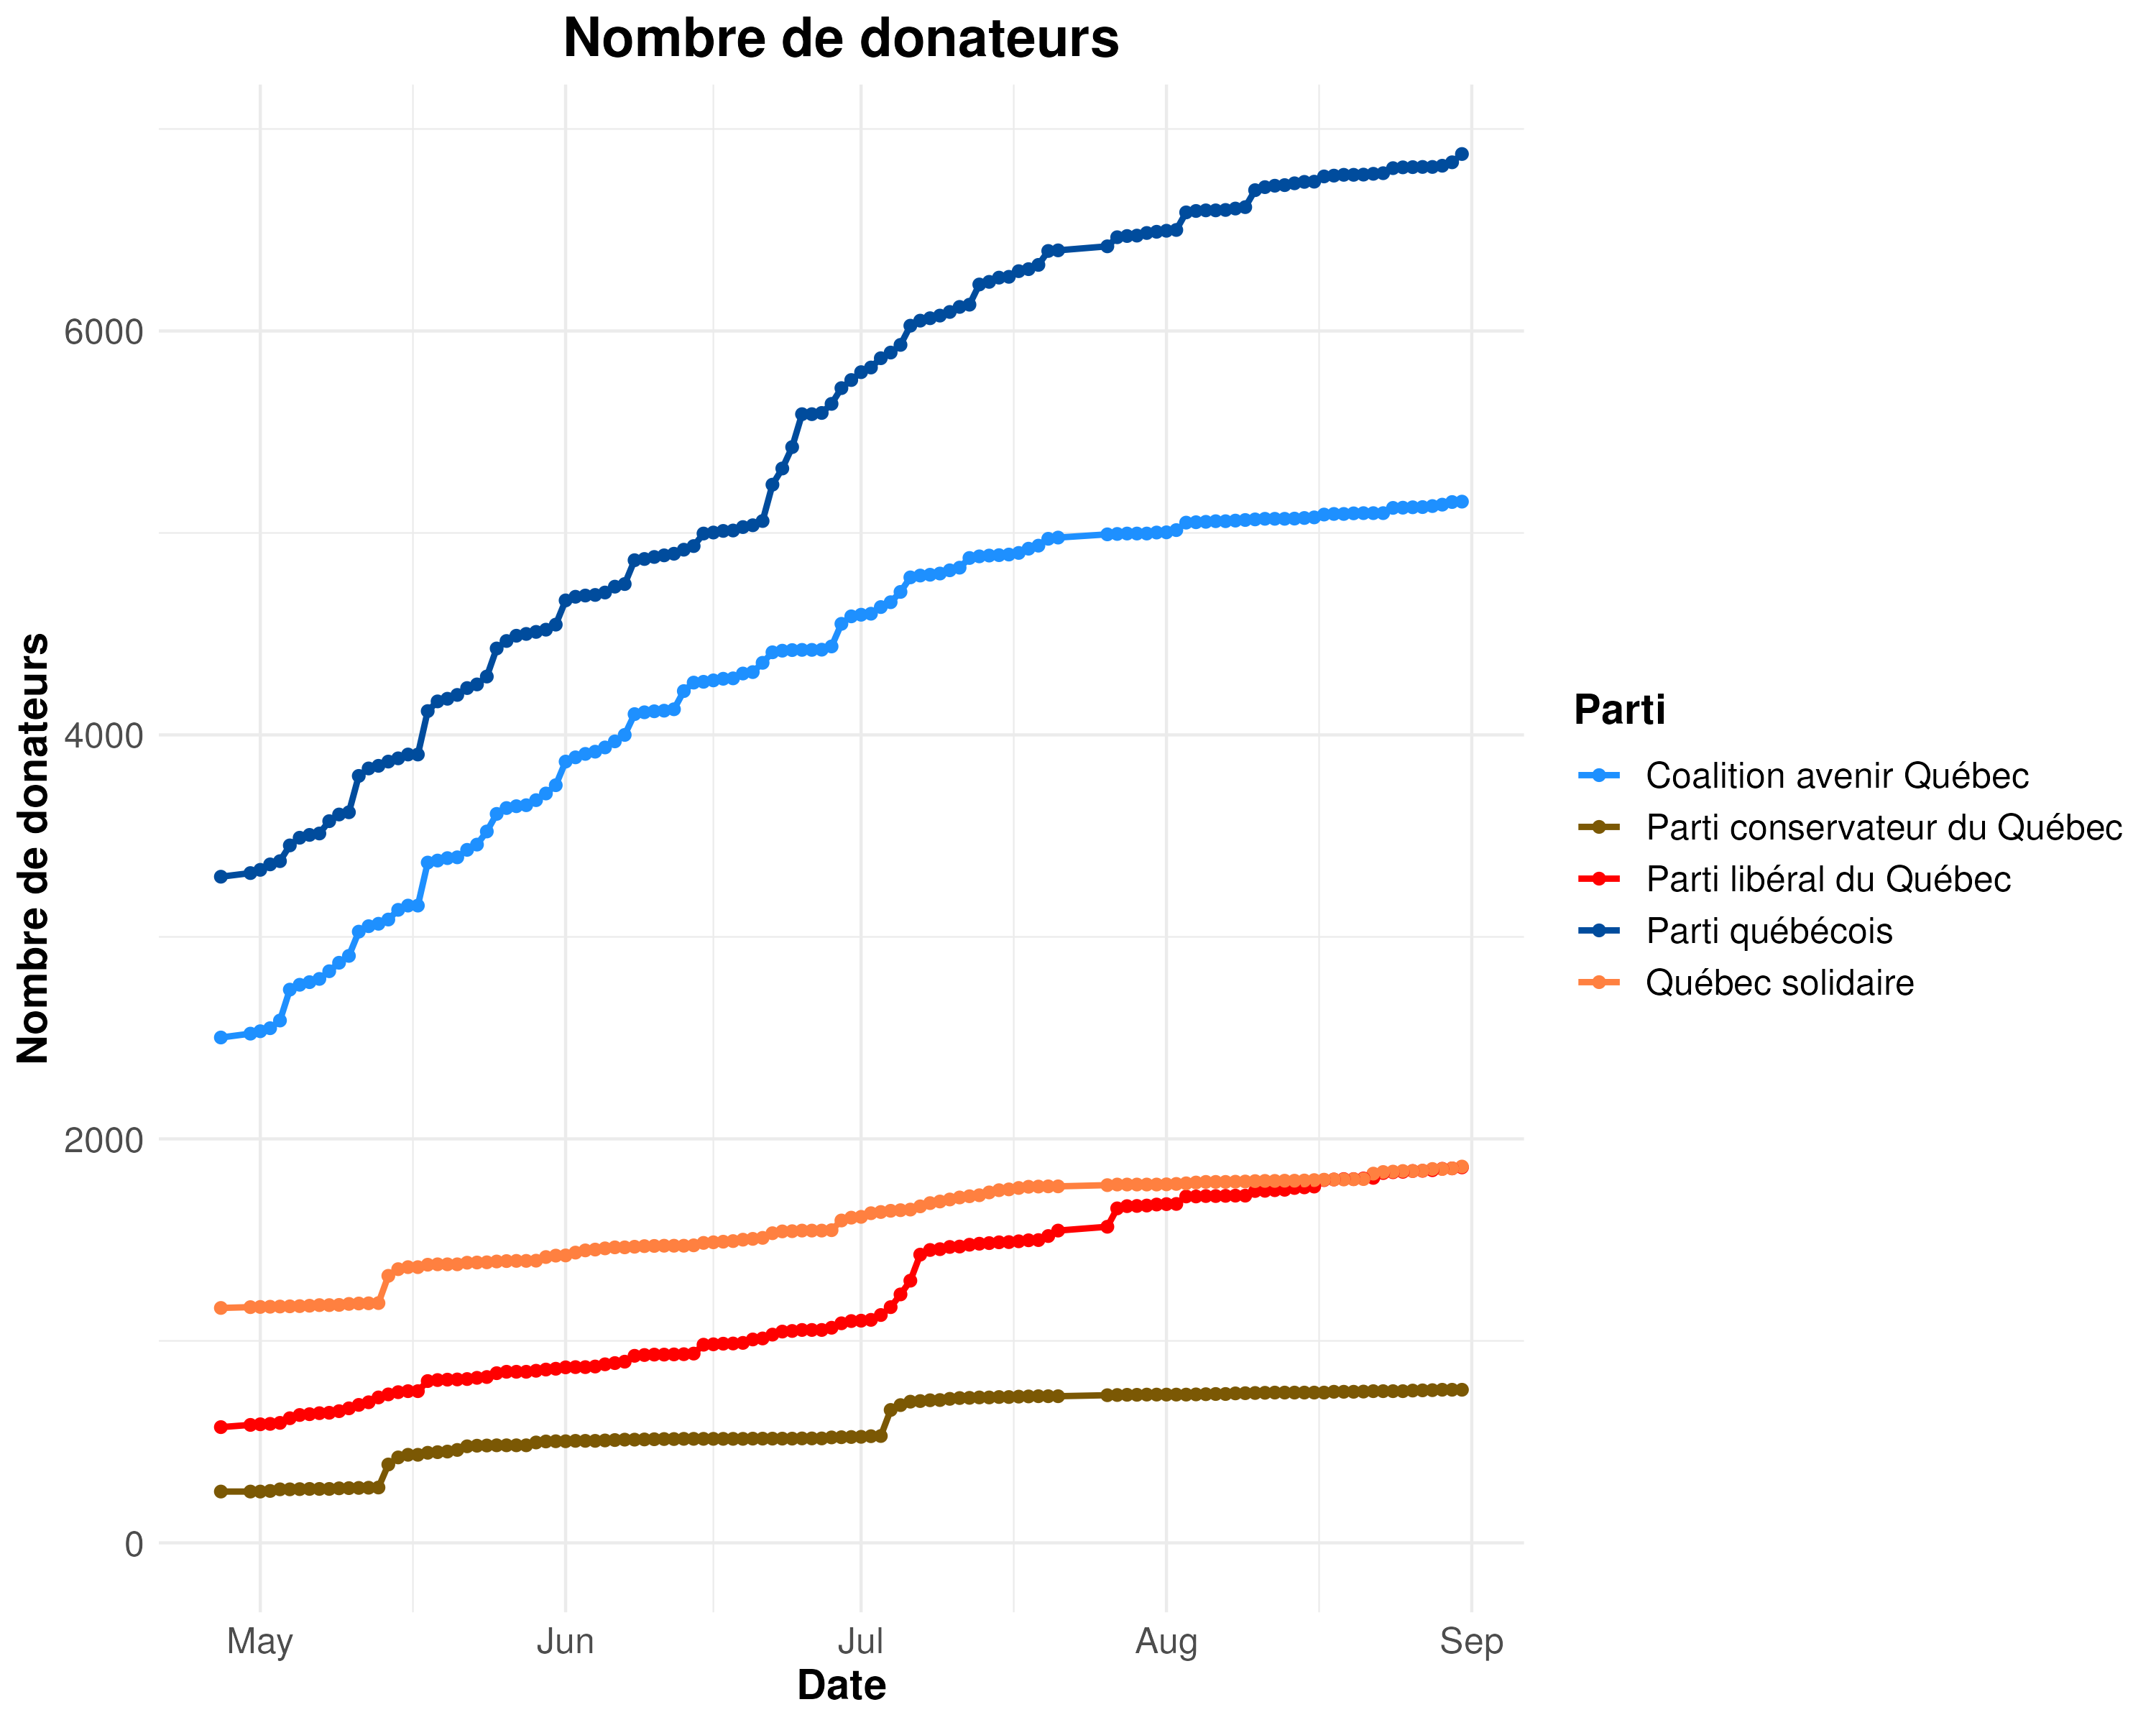 Nombre de donateurs
Nombre de donateurs
6000
4000
2000
0
May
Jun
Jul
Aug
Sep
Date
Parti
Coalition avenir Québec
Parti conservateur du Québec
Parti libéral du Québec
Parti québécois
Québec solidaire